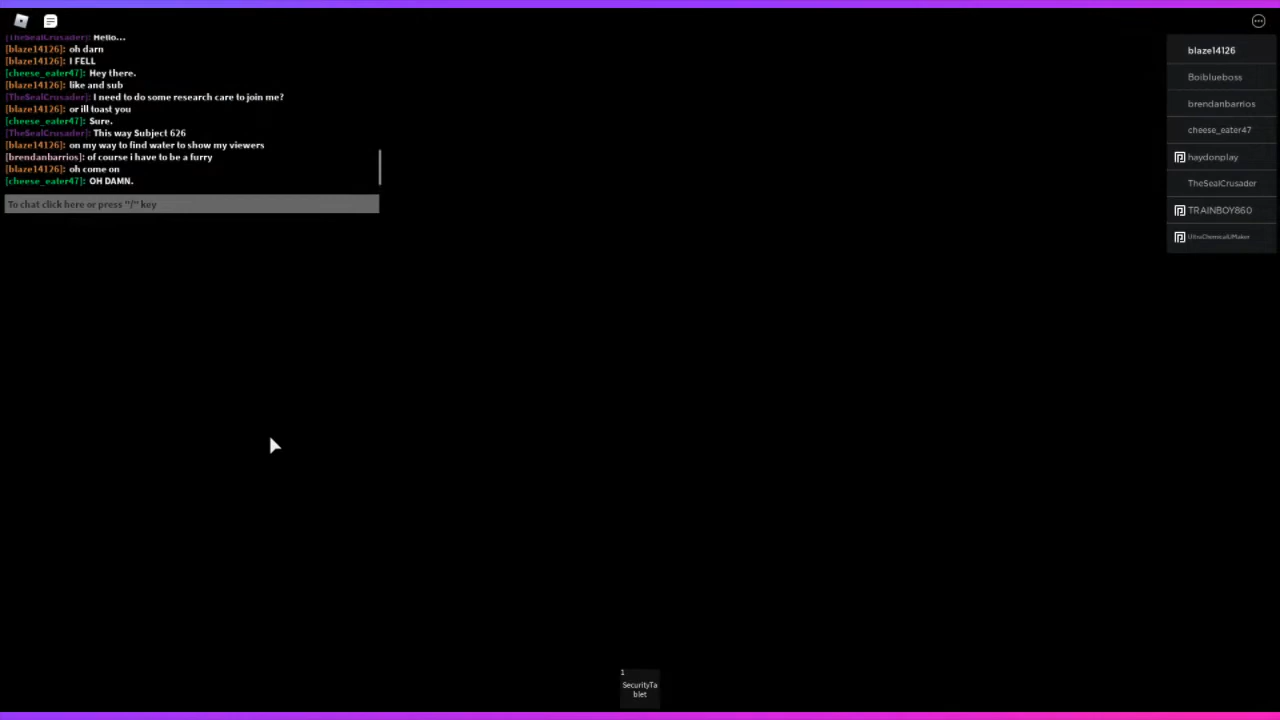 [TheSealCrusader]: Hello...
[blaze14126]: oh darn
[blaze14126]: I FELL
[cheese_eater47]: Hey there.
[blaze14126]: like and sub
[TheSealCrusader]: I need to do some research care to join me?
[blaze14126]: or ill toast you
[cheese_eater47]: Sure.
[TheSealCrusader]: This way Subject 626
[blaze14126]: on my way to find water to show my viewers
[brendanbarrios]: of course i have to be a furry
[blaze14126]: oh come on
[cheese_eater47]: OH DAMN.
To chat click here or press "/" key
blaze14126
Boiblueboss
brendanbarrios
cheese_eater47
haydonplay
TheSealCrusader
TRAINBOY860
1
SecurityTa
blet